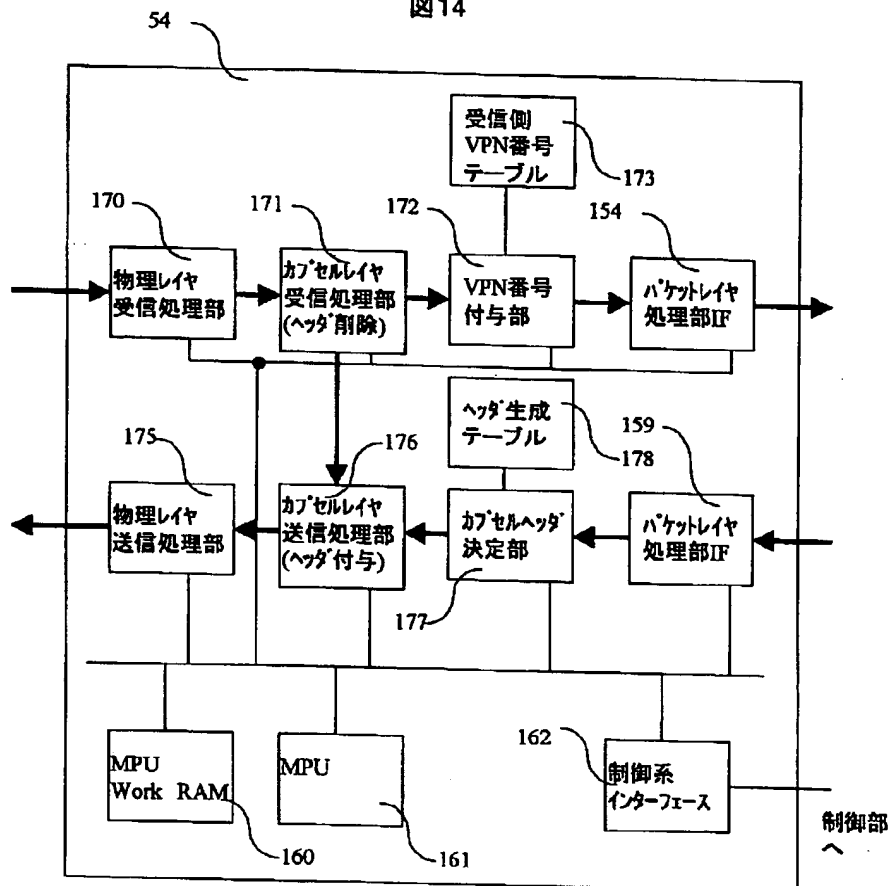 図14
54
受信側
VPN番号
テーブル
173
170
171
172
154
物理レイヤ
受信処理部
カプセルレイヤ
受信処理部
(ヘッダ削除)
VPN番号
付与部
パケットレイヤ
処理部IF
ヘッダ生成
テーブル
178
175
176
159
物理レイヤ
送信処理部
カプセルレイヤ
送信処理部
(ヘッダ付与)
カプセルヘッダ
決定部
パケットレイヤ
処理部IF
177
MPU
Work RAM
160
MPU
161
162
制御系
インターフェース
制御部
へ